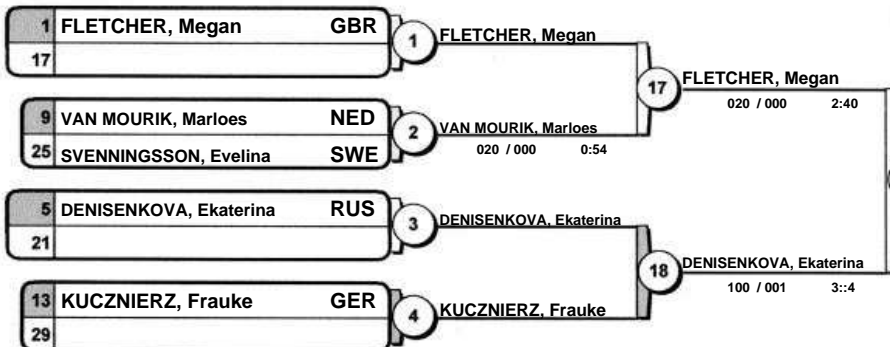 1 FLETCHER, Megan GBR
17
1 FLETCHER, Megan
9 VAN MOURIK, Marloes NED
25 SVENNINGSSON, Evelina SWE
2 VAN MOURIK, Marloes
020 / 000 0:54
17 FLETCHER, Megan
020 / 000 2:40
5 DENISENKOVA, Ekaterina RUS
21
3 DENISENKOVA, Ekaterina
13 KUCZNIERZ, Frauke GER
29
4 KUCZNIERZ, Frauke
18 DENISENKOVA, Ekaterina
100 / 001 3::4